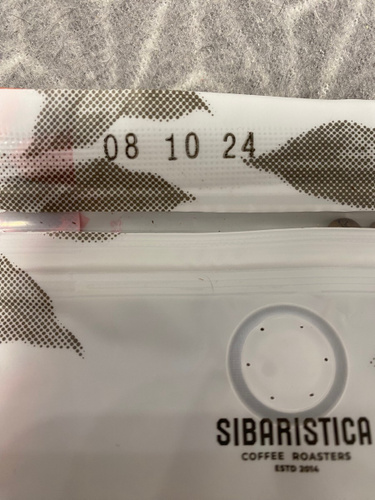 08 10 24
SIBARISTICA
COFFEE ROASTERS
ESTD 2014